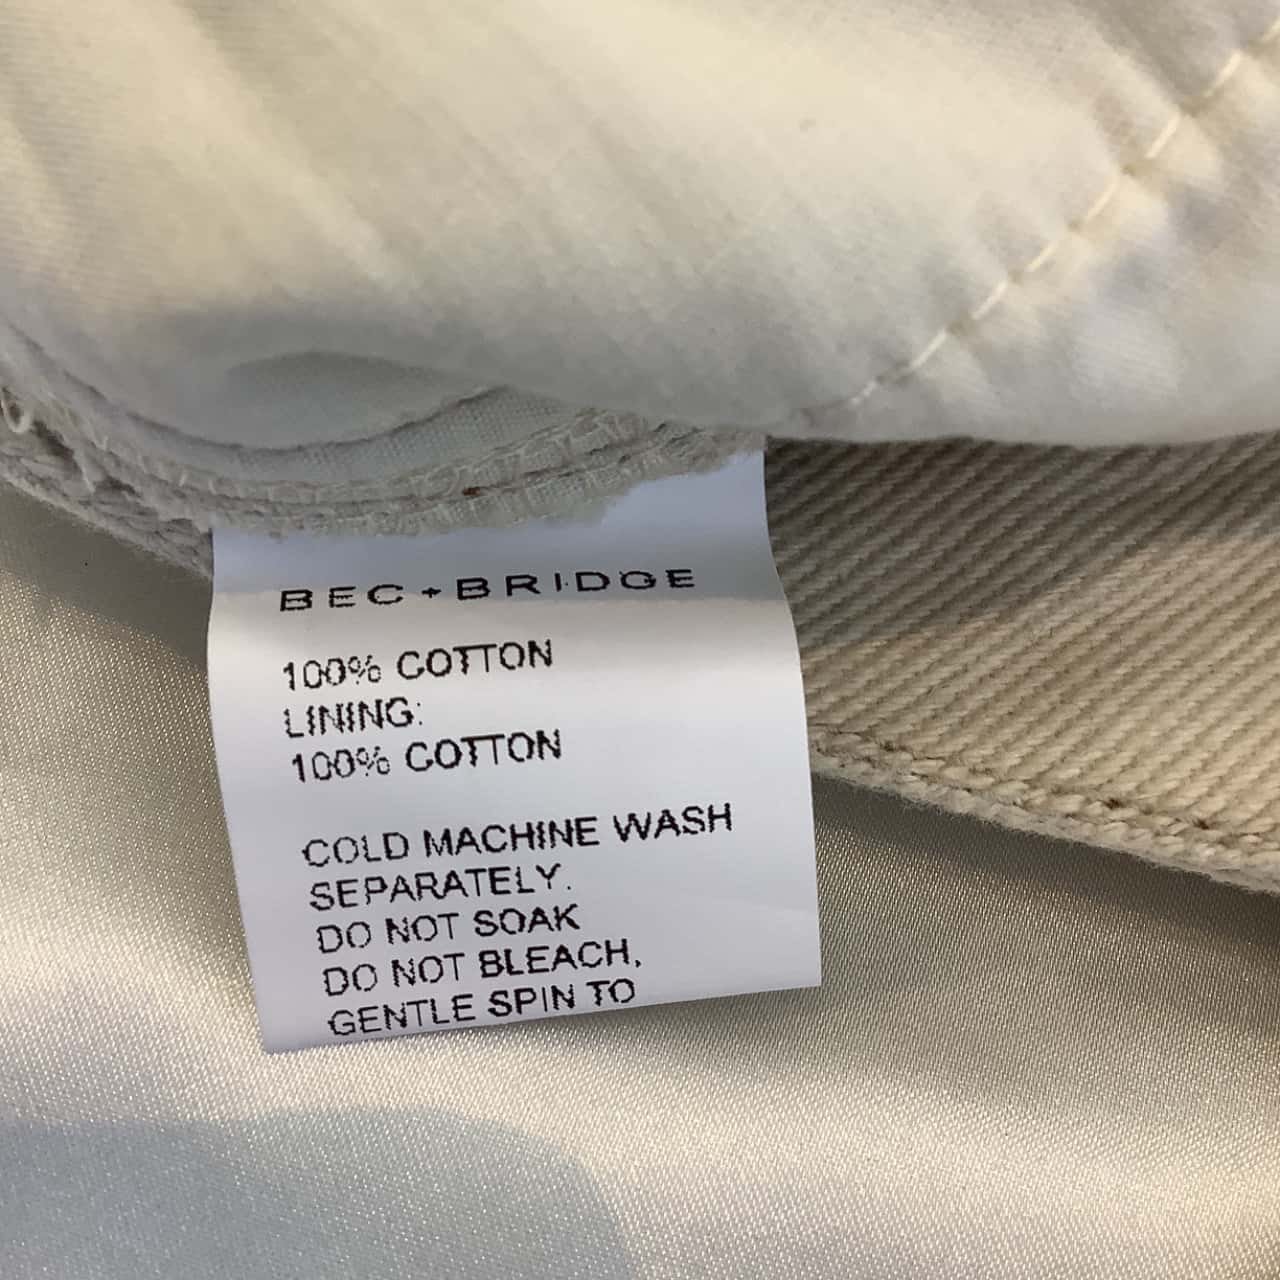 BEC + BRIDGE
100% COTTON
LINING:
100% COTTON
COLD MACHINE WASH
SEPARATELY.
DO NOT SOAK
DO NOT BLEACH,
GENTLE SPIN TO